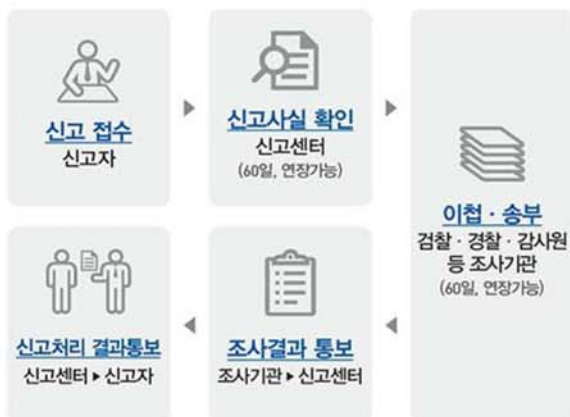 신고 접수
신고자
신고사실 확인
신고센터
(60일, 연장가능)
이첩 · 송부
검찰 · 경찰 · 감사원
등 조사기관
(60일, 연장가능)
조사결과 통보
조사기관 ▶ 신고센터
신고처리 결과통보
신고센터 ▶ 신고자